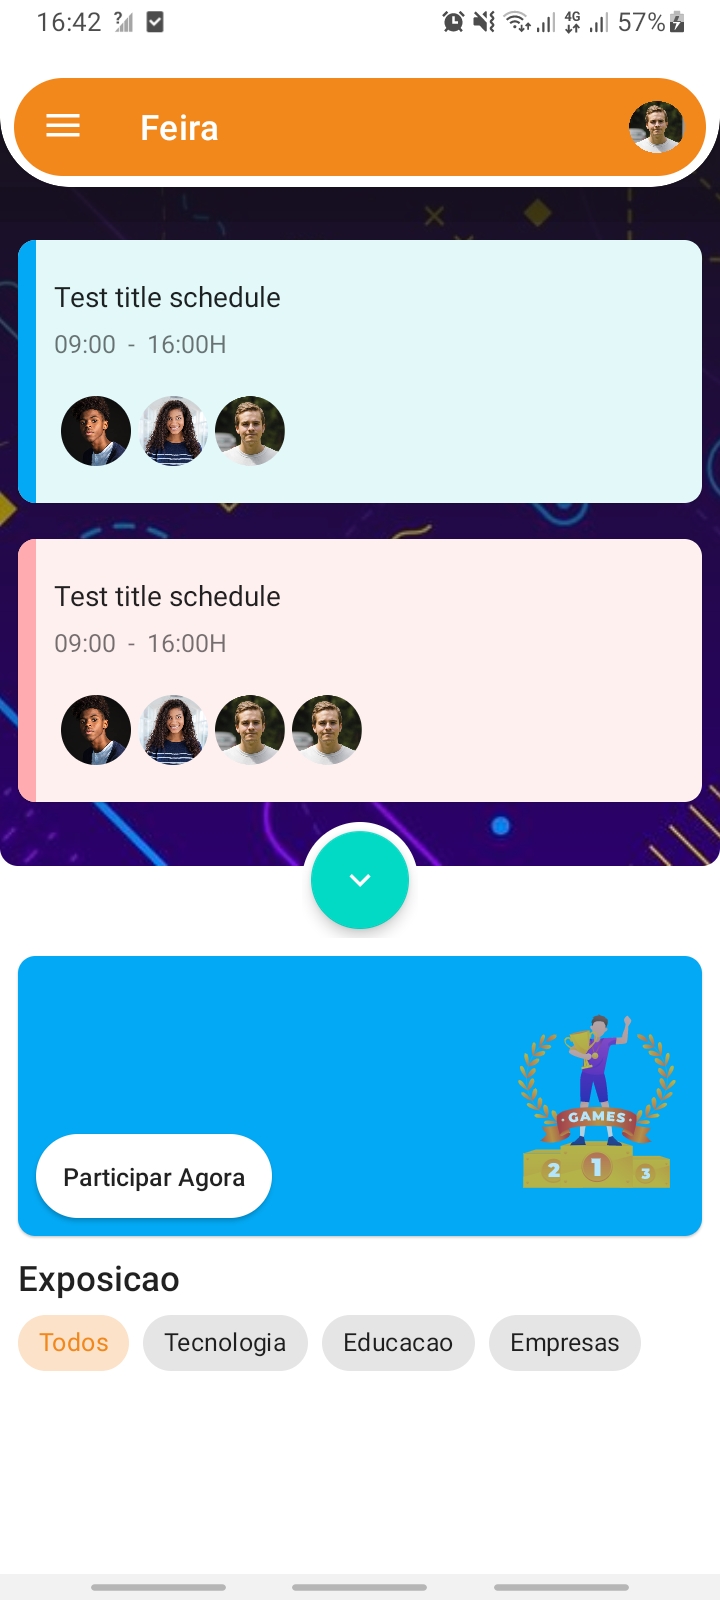 16:42
4G
57%
Feira
Test title schedule
09:00 - 16:00H
Test title schedule
09:00 - 16:00H
GAMES
2 1 3
Participar Agora
Exposicao
Todos Tecnologia Educacao Empresas